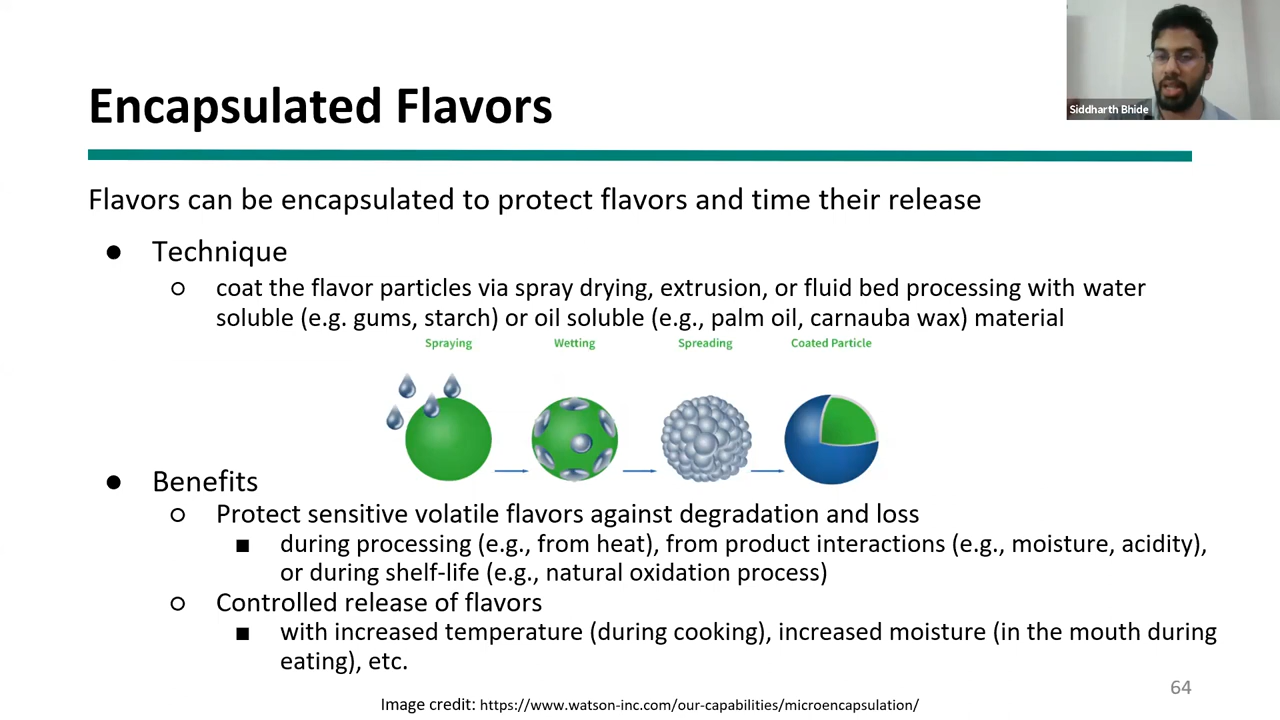 Siddharth Bhide
Encapsulated Flavors
Flavors can be encapsulated to protect flavors and time their release
● Technique
○ coat the flavor particles via spray drying, extrusion, or fluid bed processing with water
soluble (e.g. gums, starch) or oil soluble (e.g., palm oil, carnauba wax) material
Spraying Wetting Spreading Coated Particle
● Benefits
○ Protect sensitive volatile flavors against degradation and loss
■ during processing (e.g., from heat), from product interactions (e.g., moisture, acidity),
or during shelf-life (e.g., natural oxidation process)
○ Controlled release of flavors
■ with increased temperature (during cooking), increased moisture (in the mouth during
eating), etc.
64
Image credit: https://www.watson-inc.com/our-capabilities/microencapsulation/